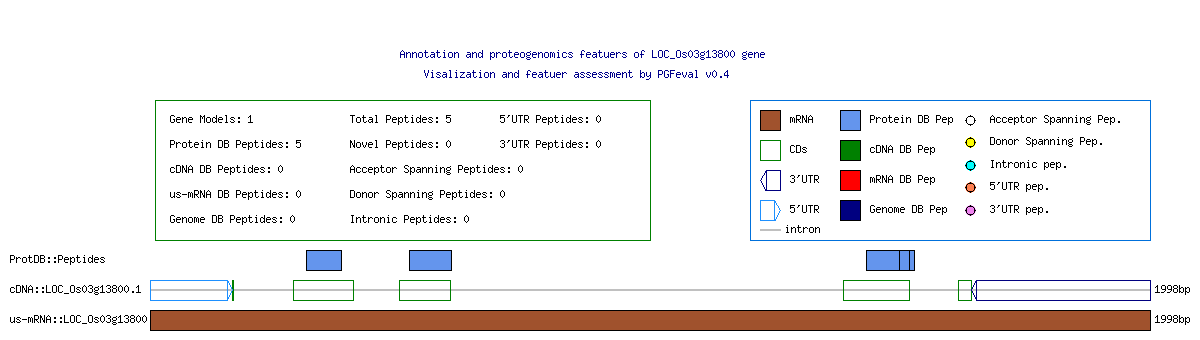 Annotation and proteogenomics featuers of LOC_Os03g13800 gene
Visalization and featuer assessment by PGFeval v0.4
Gene Models: 1 Total Peptides: 5 5'UTR Peptides: 0
Protein DB Peptides: 5 Novel Peptides: 0 3'UTR Peptides: 0
cDNA DB Peptides: 0 Acceptor Spanning Peptides: 0
us-mRNA DB Peptides: 0 Donor Spanning Peptides: 0
Genome DB Peptides: 0 Intronic Peptides: 0
mRNA Protein DB Pep Acceptor Spanning Pep.
CDs cDNA DB Pep Donor Spanning Pep.
3'UTR mRNA DB Pep Intronic pep.
5'UTR Genome DB Pep 5'UTR pep.
intron 3'UTR pep.
ProtDB::Peptides
cDNA::LOC_Os03g13800.1 1998bp
us-mRNA::LOC_Os03g13800 1998bp